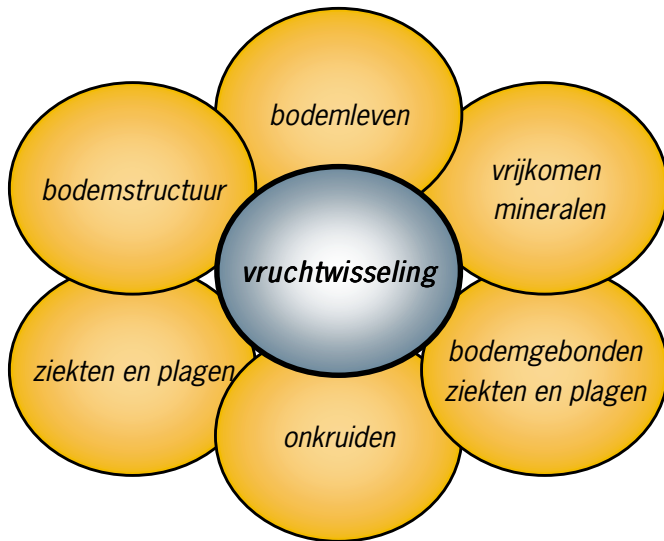 bodemleven
bodemstructuur
vrijkomen
mineralen
vruchtwisseling
ziekten en plagen
bodemgebonden
ziekten en plagen
onkruiden